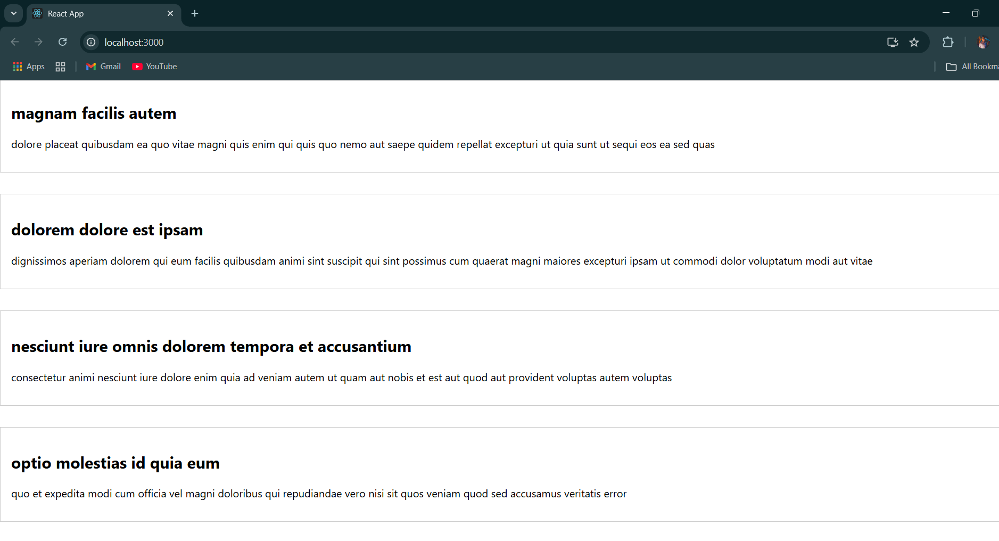 React App
localhost:3000
Apps
Gmail
YouTube
All Bookma
magnam facilis autem
dolore placeat quibusdam ea quo vitae magni quis enim qui quis quo nemo aut saepe quidem repellat excepturi ut quia sunt ut sequi eos ea sed quas
dolorem dolore est ipsam
dignissimos aperiam dolorem qui eum facilis quibusdam animi sint suscipit qui sint possimus cum quaerat magni maiores excepturi ipsam ut commodi dolor voluptatum modi aut vitae
nesciunt iure omnis dolorem tempora et accusantium
consectetur animi nesciunt iure dolore enim quia ad veniam autem ut quam aut nobis et est aut quod aut provident voluptas autem voluptas
optio molestias id quia eum
quo et expedita modi cum officia vel magni doloribus qui repudiandae vero nisi sit quos veniam quod sed accusamus veritatis error